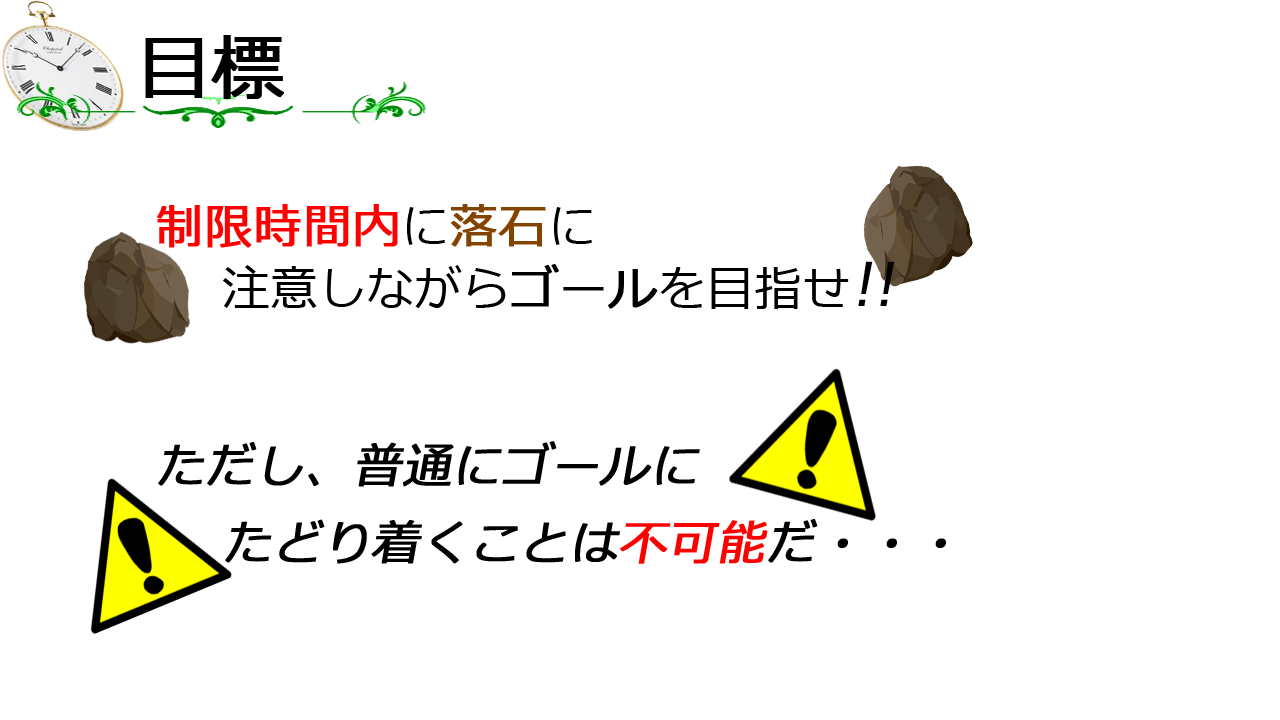 目標
制限時間内に落石に
注意しながらゴールを目指せ!!
ただし、普通にゴールに
たどり着くことは不可能だ・・・